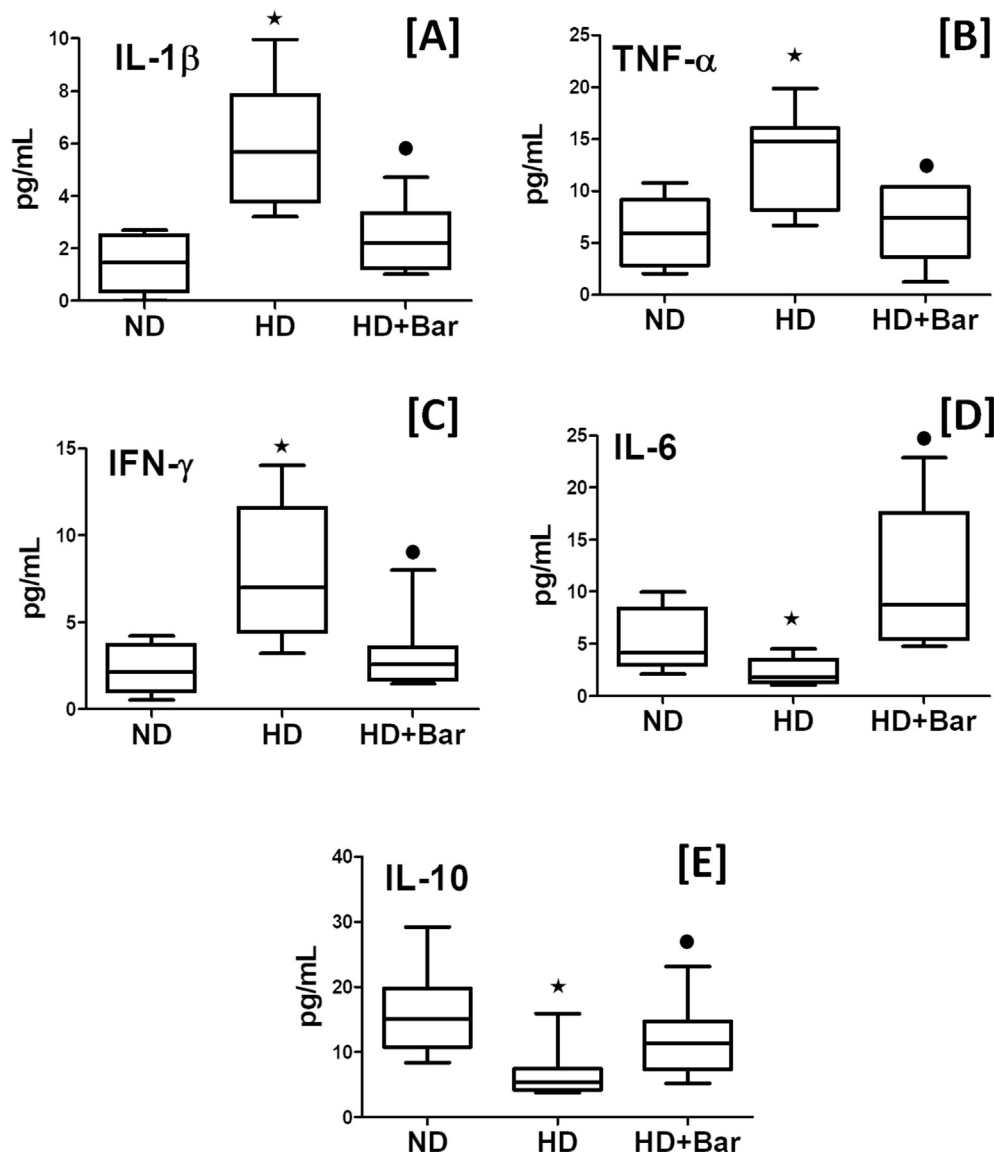 [A]
IL-1β
pg/mL
10
8
6
4
2
0
ND HD HD+Bar
[B]
TNF-α
pg/mL
25
20
15
10
5
0
ND HD HD+Bar
[C]
IFN-γ
pg/mL
15
10
5
0
ND HD HD+Bar
[D]
IL-6
pg/mL
25
20
15
10
5
0
ND HD HD+Bar
[E]
IL-10
pg/mL
40
30
20
10
0
ND HD HD+Bar